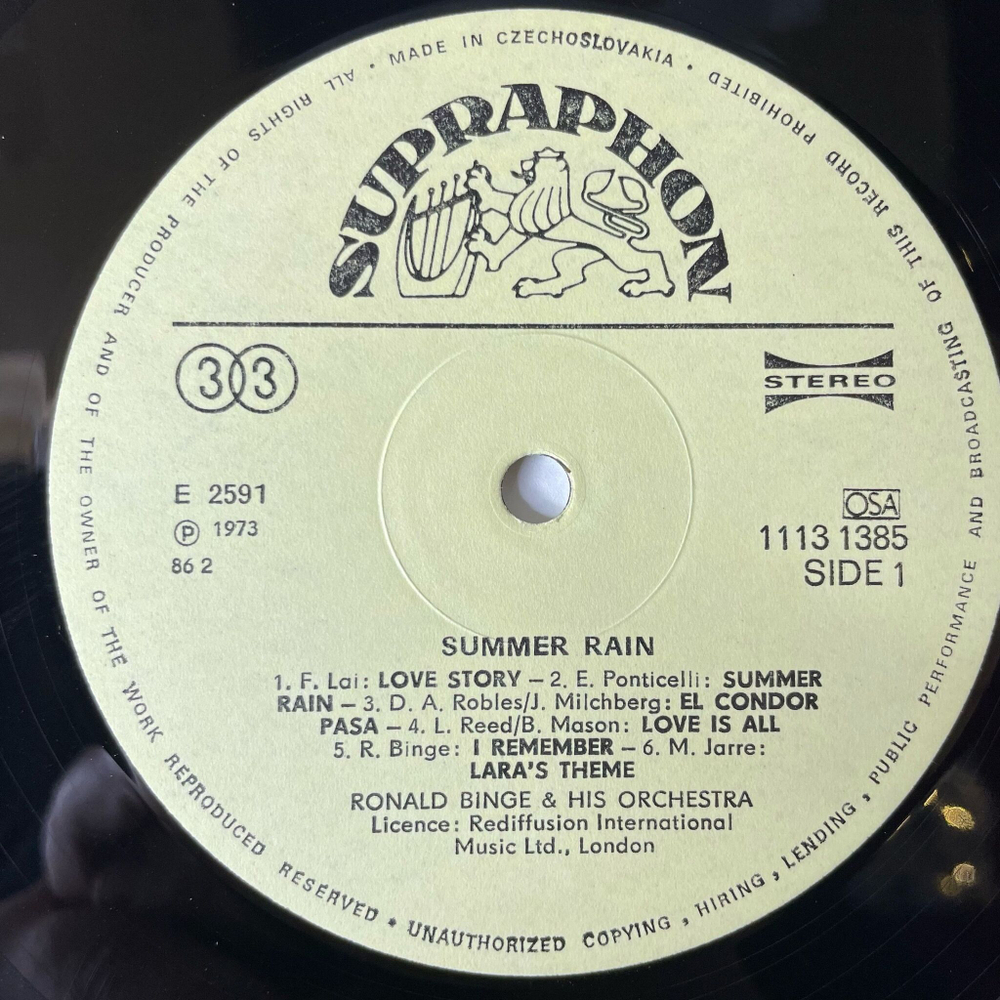 MADE IN CZECHOSLOVAKIA • ALL RIGHTS OF THE PRODUCER AND OF THE OWNER OF THE WORK REPRODUCED RESERVED • UNAUTHORIZED COPYING, HIRING, LENDING, PUBLIC PERFORMANCE AND BROADCASTING OF THIS RECORD PROHIBITED •
SUPRAPHON
33
STEREO
E 2591
Ⓟ 1973
86 2
OSA
1113 1385
SIDE 1
SUMMER RAIN
1. F. Lai: LOVE STORY – 2. E. Ponticelli: SUMMER
RAIN – 3. D. A. Robles/J. Milchberg: EL CONDOR
PASA – 4. L. Reed/B. Mason: LOVE IS ALL
5. R. Binge: I REMEMBER – 6. M. Jarre:
LARA'S THEME
RONALD BINGE & HIS ORCHESTRA
Licence: Rediffusion International
Music Ltd., London